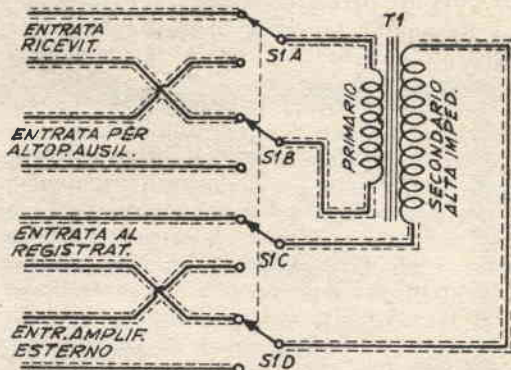 ENTRATA
RICEVIT.
S1A
T1
PRIMARIO
SECONDARIO
ALTA IMPED.
ENTRATA PER
ALTOP. AUSIL.
S1B
ENTRATA AL
REGISTRAT.
S1C
ENTR. AMPLIF.
ESTERNO
S1D